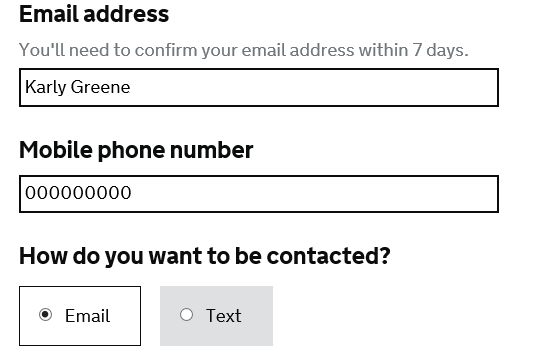 Email address
You'll need to confirm your email address within 7 days.
Karly Greene
Mobile phone number
000000000
How do you want to be contacted?
Email Text